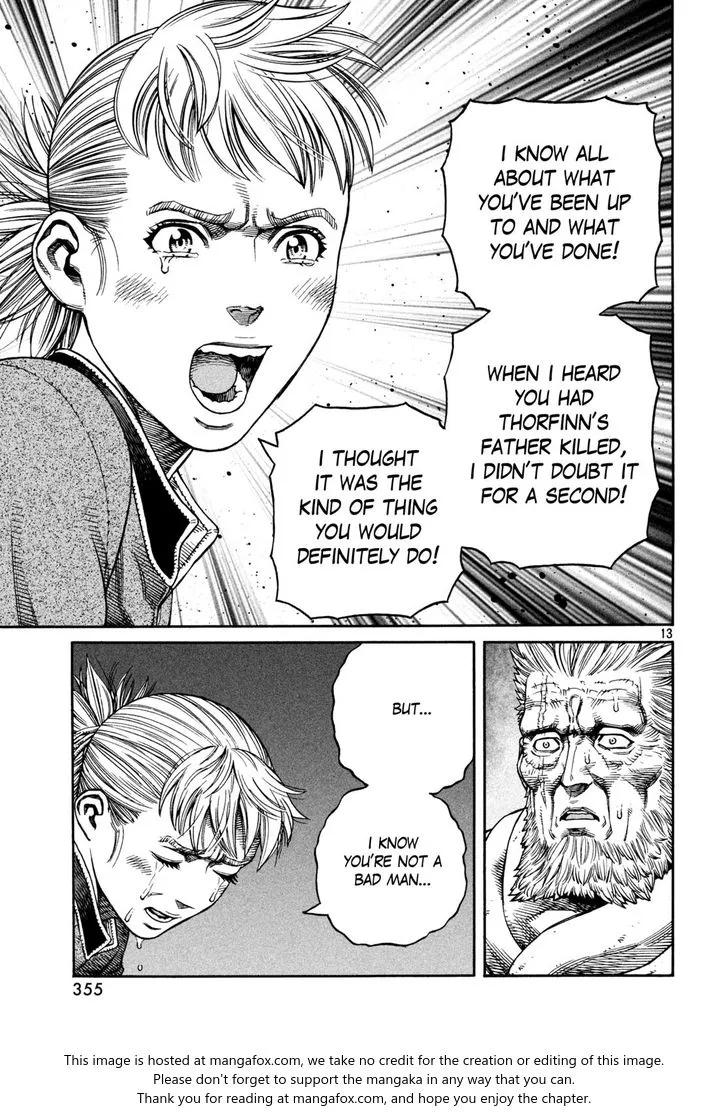 I KNOW ALL
ABOUT WHAT
YOU'VE BEEN UP
TO AND WHAT
YOU'VE DONE!
WHEN I HEARD
YOU HAD
THORFINN'S
FATHER KILLED,
I DIDN'T DOUBT IT
FOR A SECOND!
I THOUGHT
IT WAS THE
KIND OF THING
YOU WOULD
DEFINITELY DO!
13
BUT...
I KNOW
YOU'RE NOT A
BAD MAN...
355
This image is hosted at mangafox.com, we take no credit for the creation or editing of this image.
Please don't forget to support the mangaka in any way that you can.
Thank you for reading at mangafox.com, and hope you enjoy the chapter.